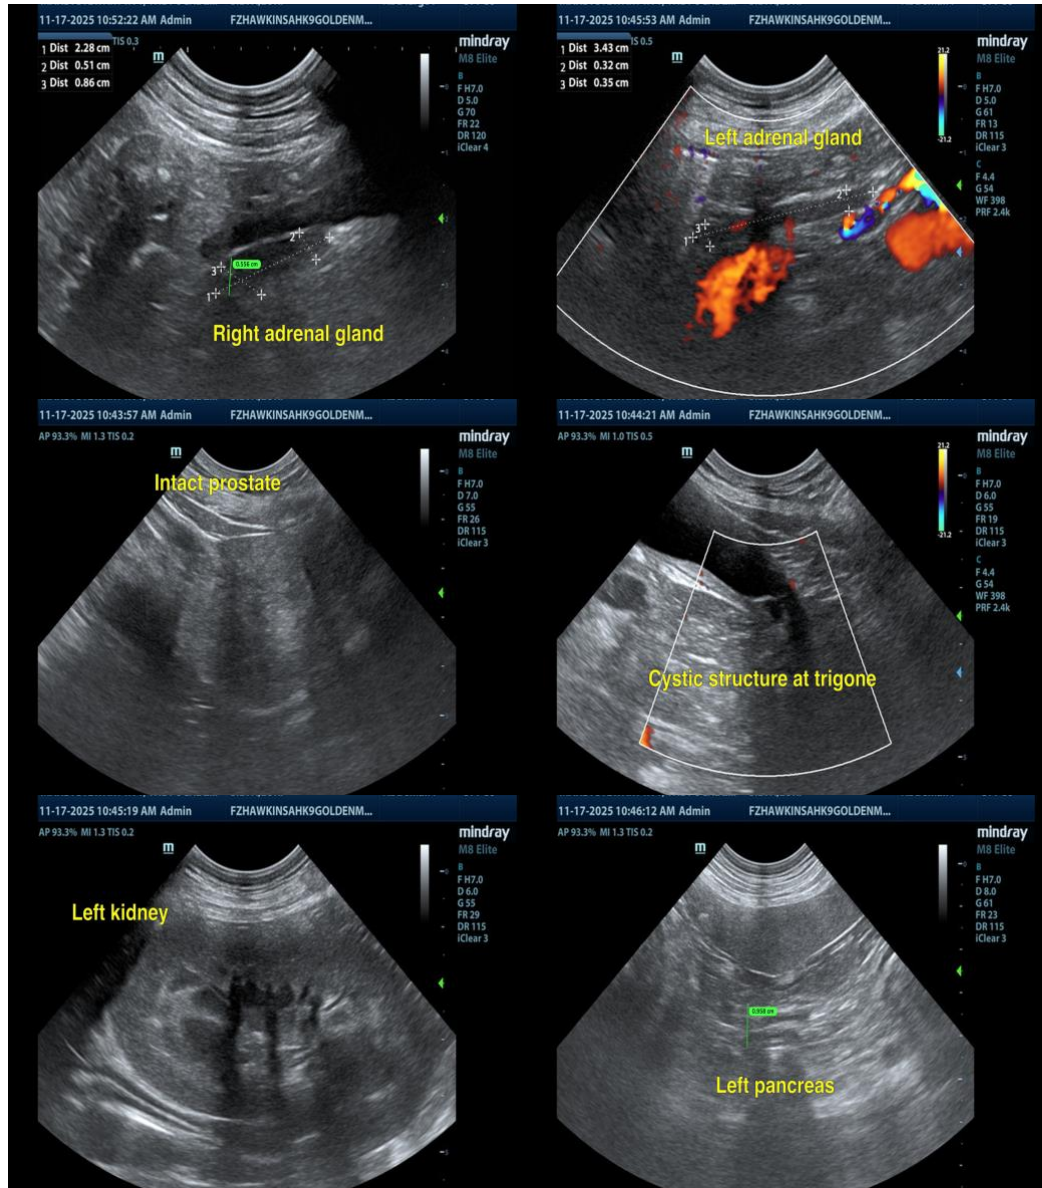 11-17-2025 10:52:22 AM Admin FZHAWKINSAHK9GOLDENM...
1 Dist 2.28 cm
2 Dist 0.51 cm
3 Dist 0.86 cm
TIS 0.3
m
mindray
M8 Elite
B
F H7.0
D 5.0
G 70
FR 22
DR 120
iClear 4
2
3
0.556 cm
1
Right adrenal gland
11-17-2025 10:45:53 AM Admin FZHAWKINSAHK9GOLDENM...
1 Dist 3.43 cm
2 Dist 0.32 cm
3 Dist 0.35 cm
TIS 0.5
m
21.2
-21.2
mindray
M8 Elite
B
F H7.0
D 5.0
G 61
FR 13
DR 115
iClear 3
C
F 4.4
G 54
WF 398
PRF 2.4k
Left adrenal gland
2
3
1
11-17-2025 10:43:57 AM Admin FZHAWKINSAHK9GOLDENM...
AP 93.3% MI 1.3 TIS 0.2
m
mindray
M8 Elite
B
F H7.0
D 7.0
G 55
FR 26
DR 115
iClear 3
Intact prostate
11-17-2025 10:44:21 AM Admin FZHAWKINSAHK9GOLDENM...
AP 93.3% MI 1.0 TIS 0.5
m
21.2
-21.2
mindray
M8 Elite
B
F H7.0
D 6.0
G 55
FR 19
DR 115
iClear 3
C
F 4.4
G 54
WF 398
PRF 2.4k
Cystic structure at trigone
11-17-2025 10:45:19 AM Admin FZHAWKINSAHK9GOLDENM...
AP 93.3% MI 1.3 TIS 0.2
m
mindray
M8 Elite
B
F H7.0
D 6.0
G 55
FR 29
DR 115
iClear 3
Left kidney
11-17-2025 10:46:12 AM Admin FZHAWKINSAHK9GOLDENM...
AP 93.3% MI 1.3 TIS 0.2
m
mindray
M8 Elite
B
F H7.0
D 8.0
G 61
FR 23
DR 115
iClear 3
0.958 cm
Left pancreas